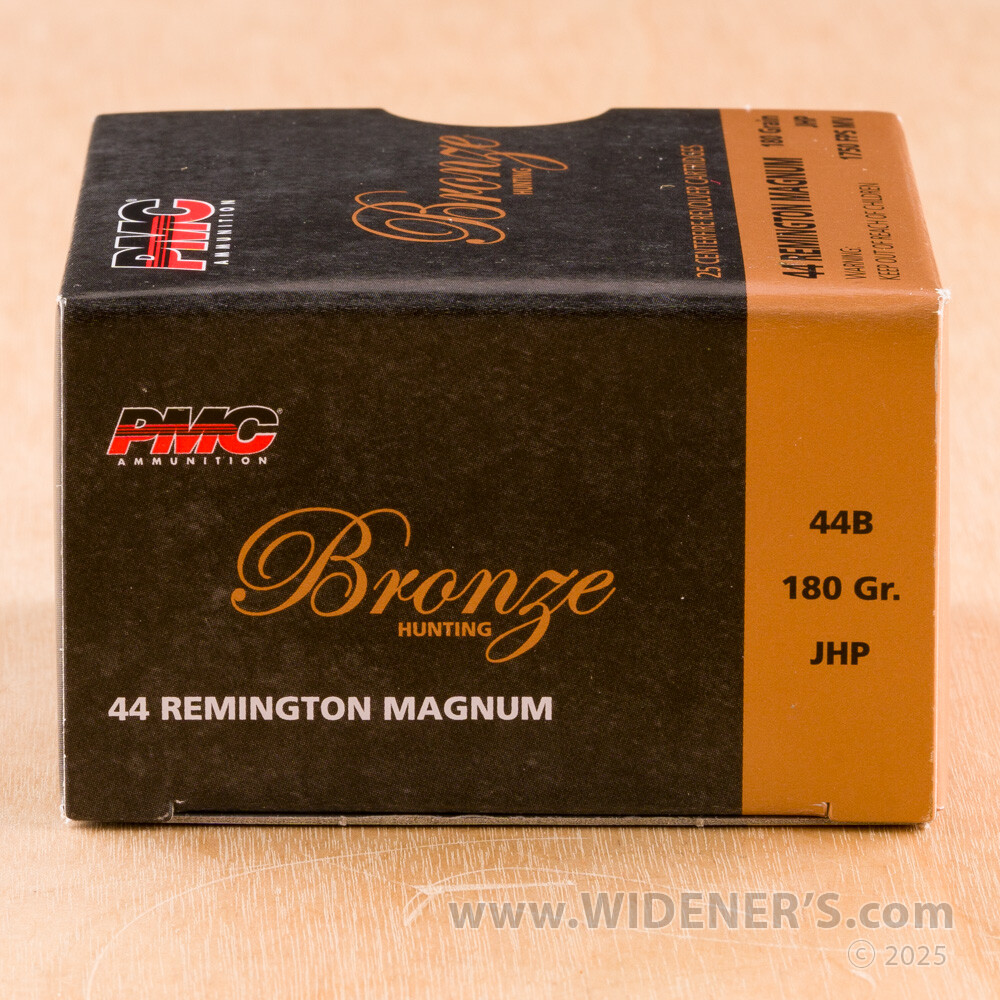 PMC®
AMMUNITION
Bronze
HUNTING
25 CENTERFIRE REVOLVER CARTRIDGES
44 REMINGTON MAGNUM
180 Grain
JHP
1750 FPS MV
WARNING:
KEEP OUT OF REACH OF CHILDREN
PMC®
AMMUNITION
Bronze
HUNTING
44 REMINGTON MAGNUM
44B
180 Gr.
JHP
www.WIDENER'S.com
© 2025